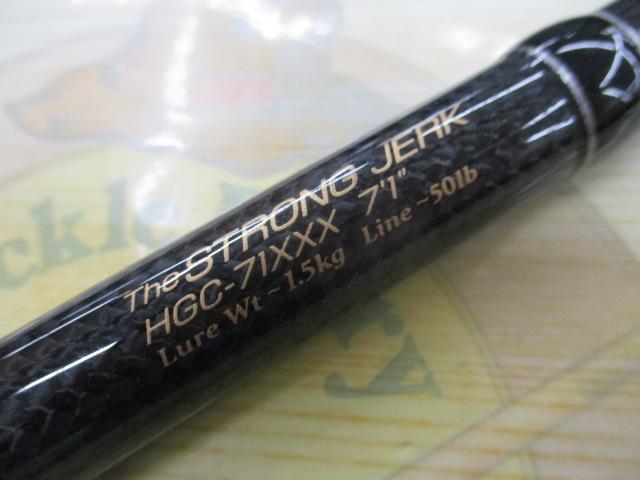 The STRONG JERK
HGC-71XXX 7'1"
Lure Wt ~1.5kg Line ~50lb